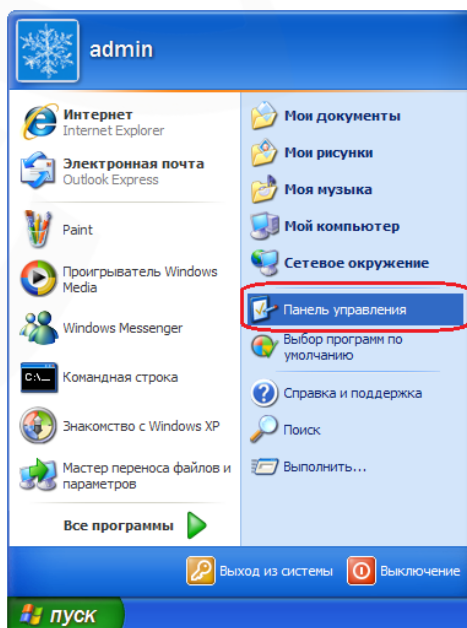 admin
Интернет
Internet Explorer
Электронная почта
Outlook Express
Paint
Проигрыватель Windows
Media
Windows Messenger
C:\_
Командная строка
Знакомство с Windows XP
Мастер переноса файлов и
параметров
Все программы
Мои документы
Мои рисунки
Моя музыка
Мой компьютер
Сетевое окружение
Панель управления
Выбор программ по
умолчанию
Справка и поддержка
Поиск
Выполнить...
Выход из системы
Выключение
пуск